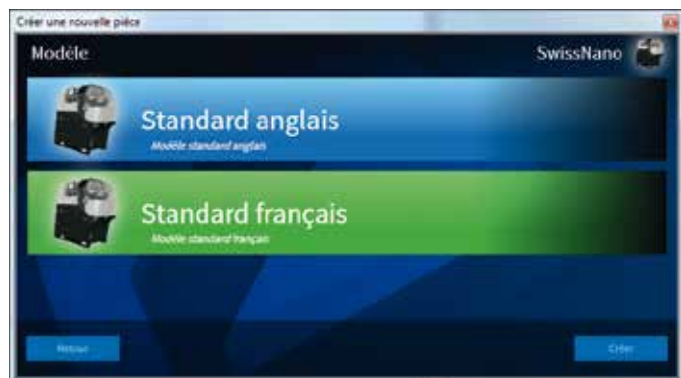 Créer une nouvelle pièce
Modèle
SwissNano
Standard anglais
Modèle standard anglais
Standard français
Modèle standard français
Retour
Créer